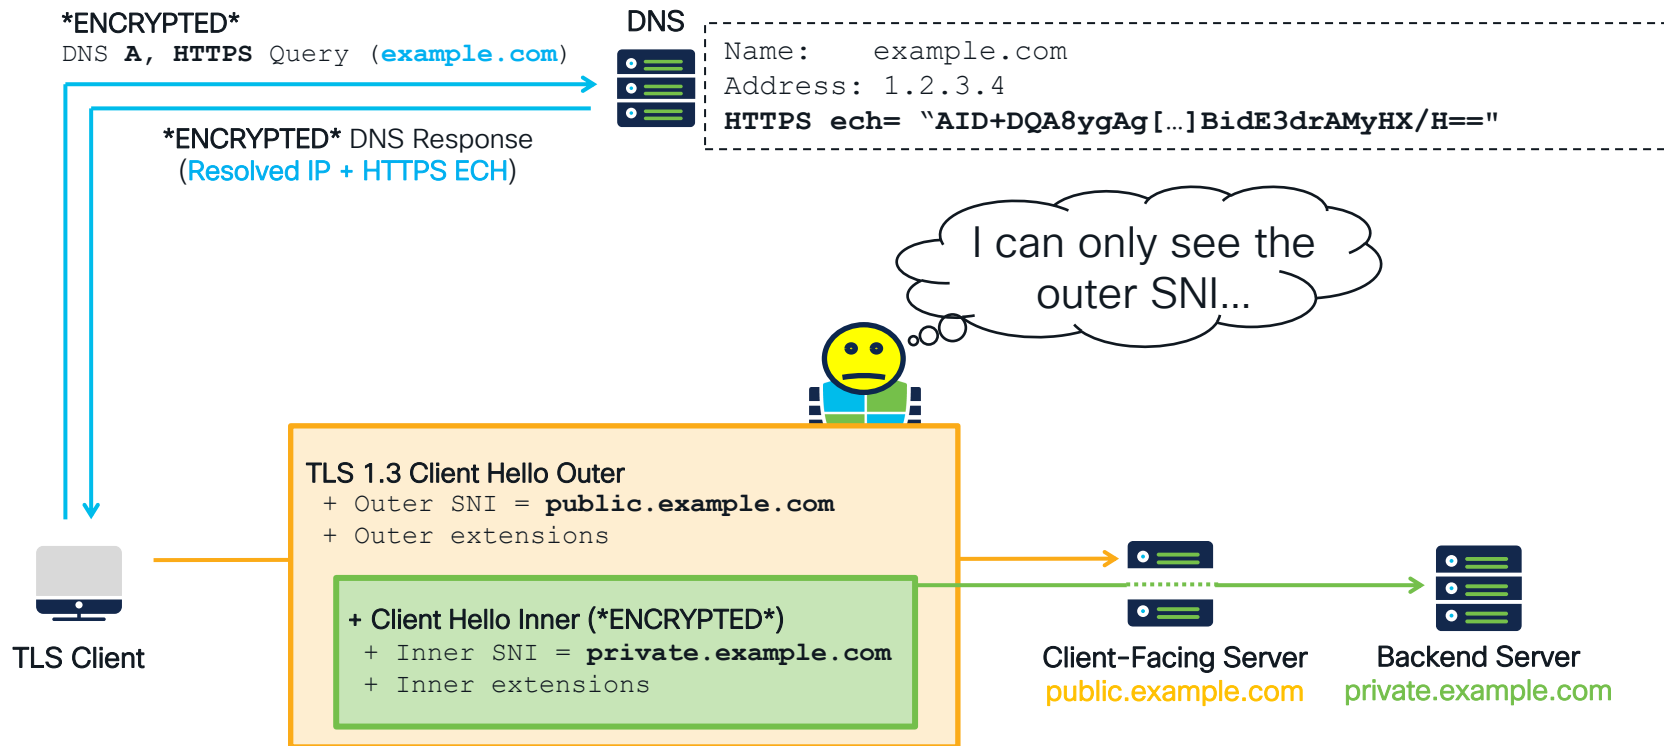 *ENCRYPTED*
DNS A, HTTPS Query (example.com)
DNS
Name: example.com
Address: 1.2.3.4
HTTPS ech= “AID+DQA8ygAg[…]BidE3drAMyHX/H=="
*ENCRYPTED* DNS Response
(Resolved IP + HTTPS ECH)
I can only see the
outer SNI...
TLS 1.3 Client Hello Outer
+ Outer SNI = public.example.com
+ Outer extensions
+ Client Hello Inner (*ENCRYPTED*)
+ Inner SNI = private.example.com
+ Inner extensions
TLS Client
Client-Facing Server
public.example.com
Backend Server
private.example.com